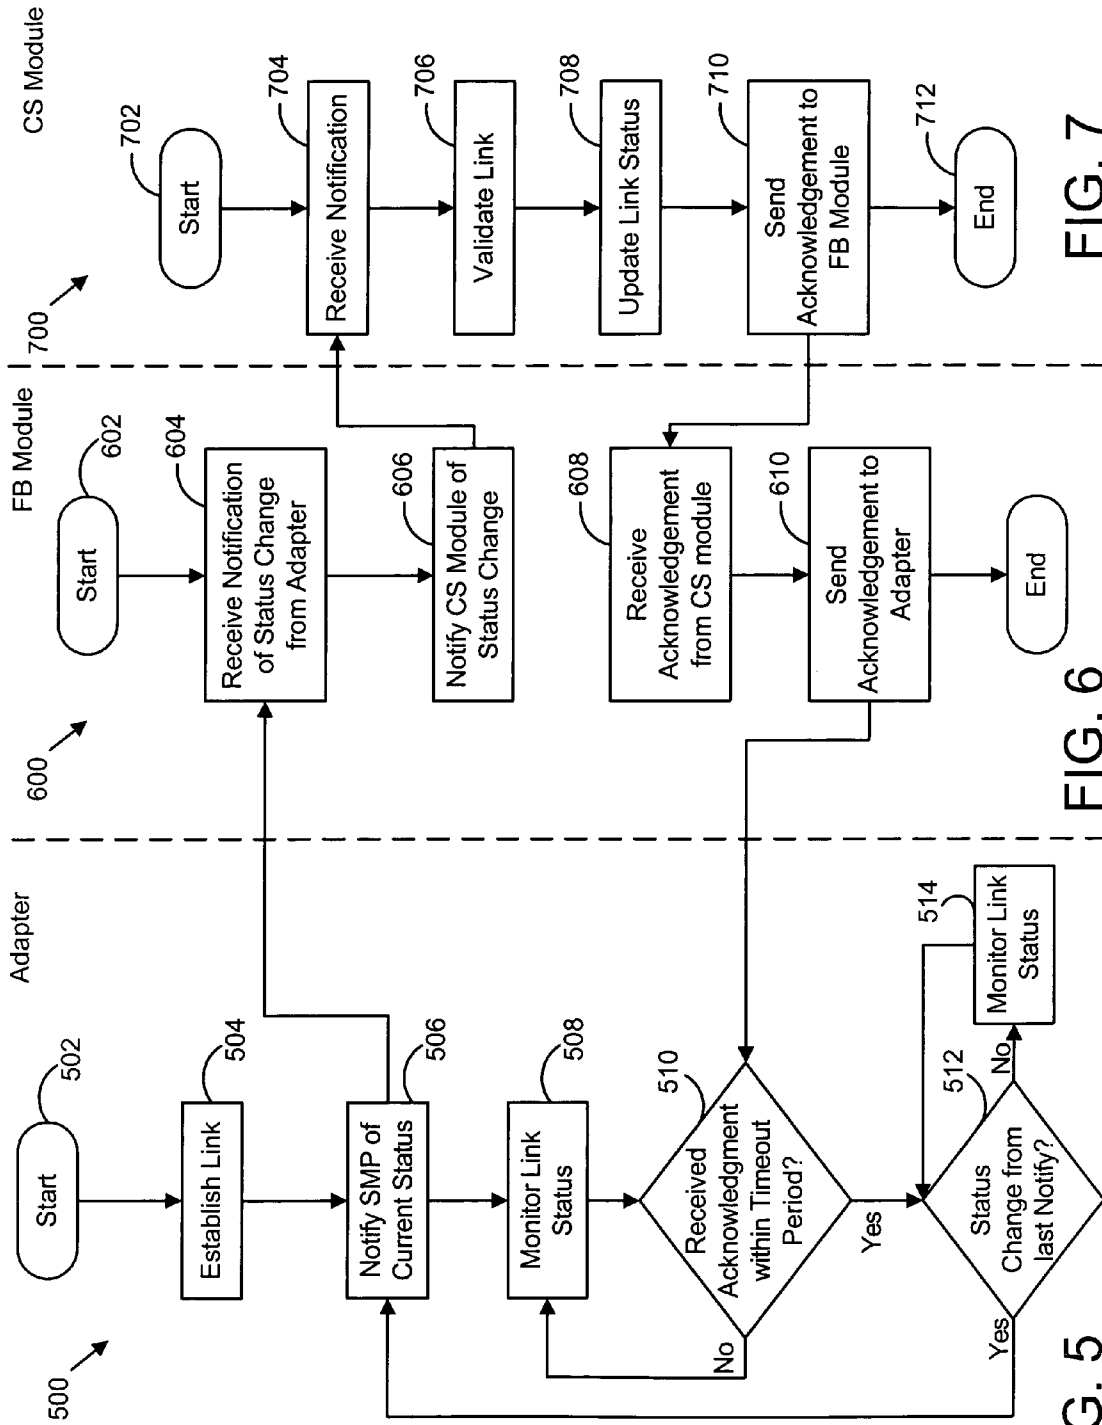 Adapter
500
502
Start
504
Establish Link
506
Notify SMP of
Current Status
508
Monitor Link
Status
510
Received
Acknowledgment
within Timeout
Period?
No
Yes
512
Status
Change from
last Notify?
No
Yes
514
Monitor Link
Status
G. 5
FB Module
600
602
Start
604
Receive Notification
of Status Change
from Adapter
606
Notify CS Module of
Status Change
608
Receive
Acknowledgement
from CS module
610
Send
Acknowledgement to
Adapter
End
FIG. 6
CS Module
700
702
Start
704
Receive Notification
706
Validate Link
708
Update Link Status
710
Send
Acknowledgement to
FB Module
712
End
FIG. 7